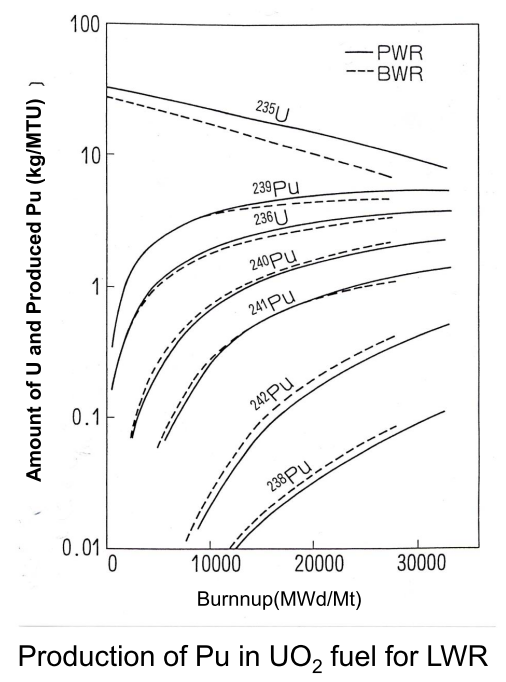 100
— PWR
--- BWR
²³⁵U
10
²³⁹Pu
²³⁶U
²⁴⁰Pu
1
²⁴¹Pu
0.1
²⁴²Pu
²³⁸Pu
0.01
0
10000
20000
30000
Amount of U and Produced Pu (kg/MTU) )
Burnnup(MWd/Mt)
Production of Pu in UO₂ fuel for LWR